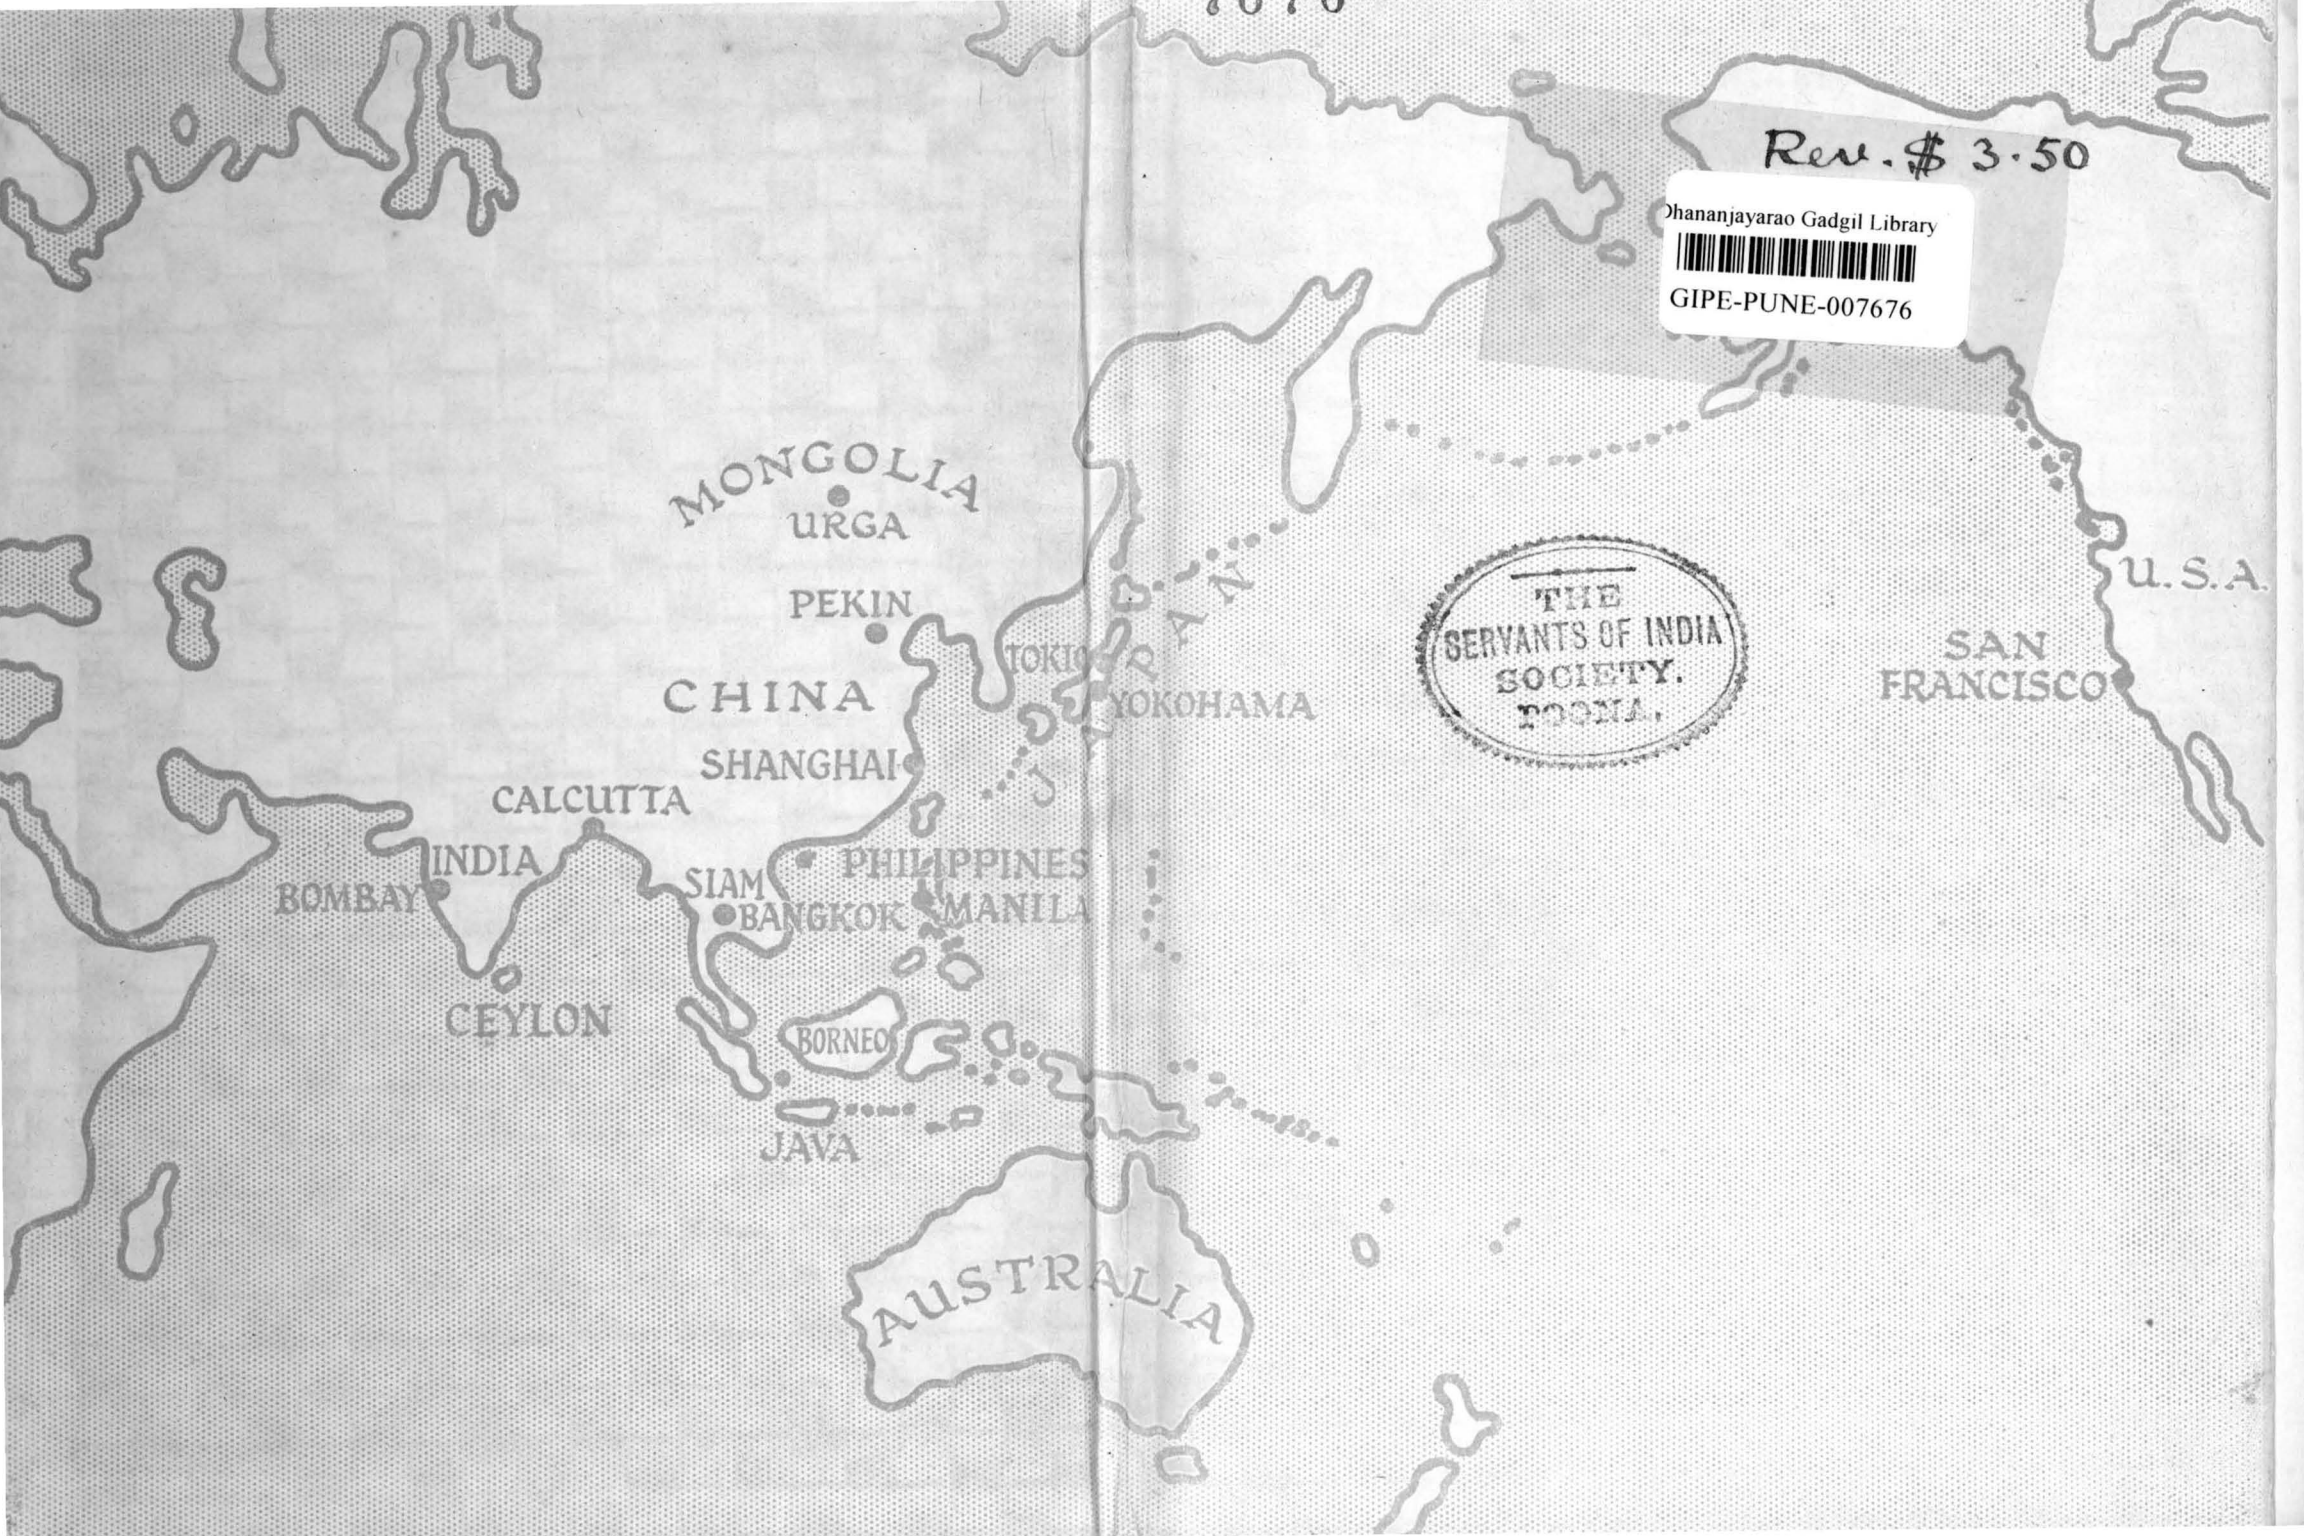 7676
Rev. $ 3.50
Dhananjayarao Gadgil Library
GIPE-PUNE-007676
MONGOLIA
URGA
PEKIN
CHINA
SHANGHAI
CALCUTTA
INDIA
BOMBAY
CEYLON
SIAM
BANGKOK
PHILIPPINES
MANILA
BORNEO
JAVA
TOKIO
JAPAN
YOKOHAMA
THE
SERVANTS OF INDIA
SOCIETY.
POONA.
U.S.A.
SAN
FRANCISCO
AUSTRALIA